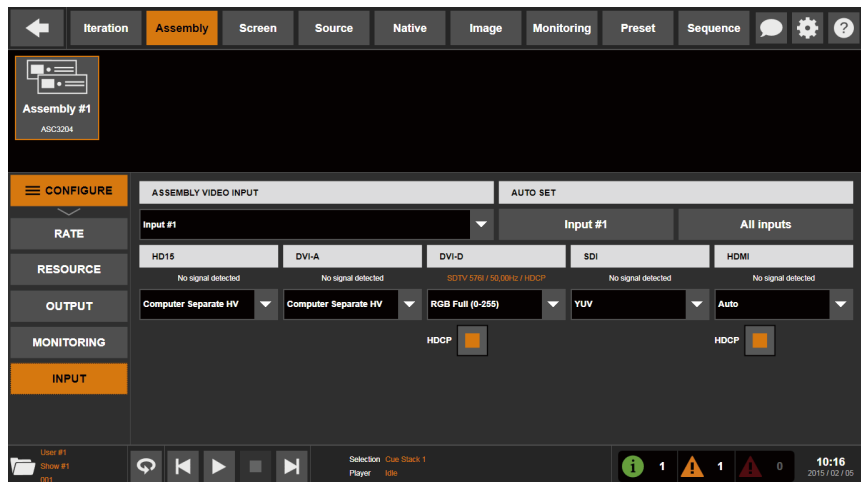 Iteration Assembly Screen Source Native Image Monitoring Preset Sequence ?
Assembly #1
ASC3204
CONFIGURE
RATE
RESOURCE
OUTPUT
MONITORING
INPUT
ASSEMBLY VIDEO INPUT AUTO SET
Input #1 Input #1 All inputs
HD15 DVI-A DVI-D SDI HDMI
No signal detected No signal detected SDTV 576I / 50,00Hz / HDCP No signal detected No signal detected
Computer Separate HV Computer Separate HV RGB Full (0-255) YUV Auto
HDCP HDCP
User #1
Show #1
001
Selection Cue Stack 1
Player Idle
i 1 1 0
10:16
2015 / 02 / 05